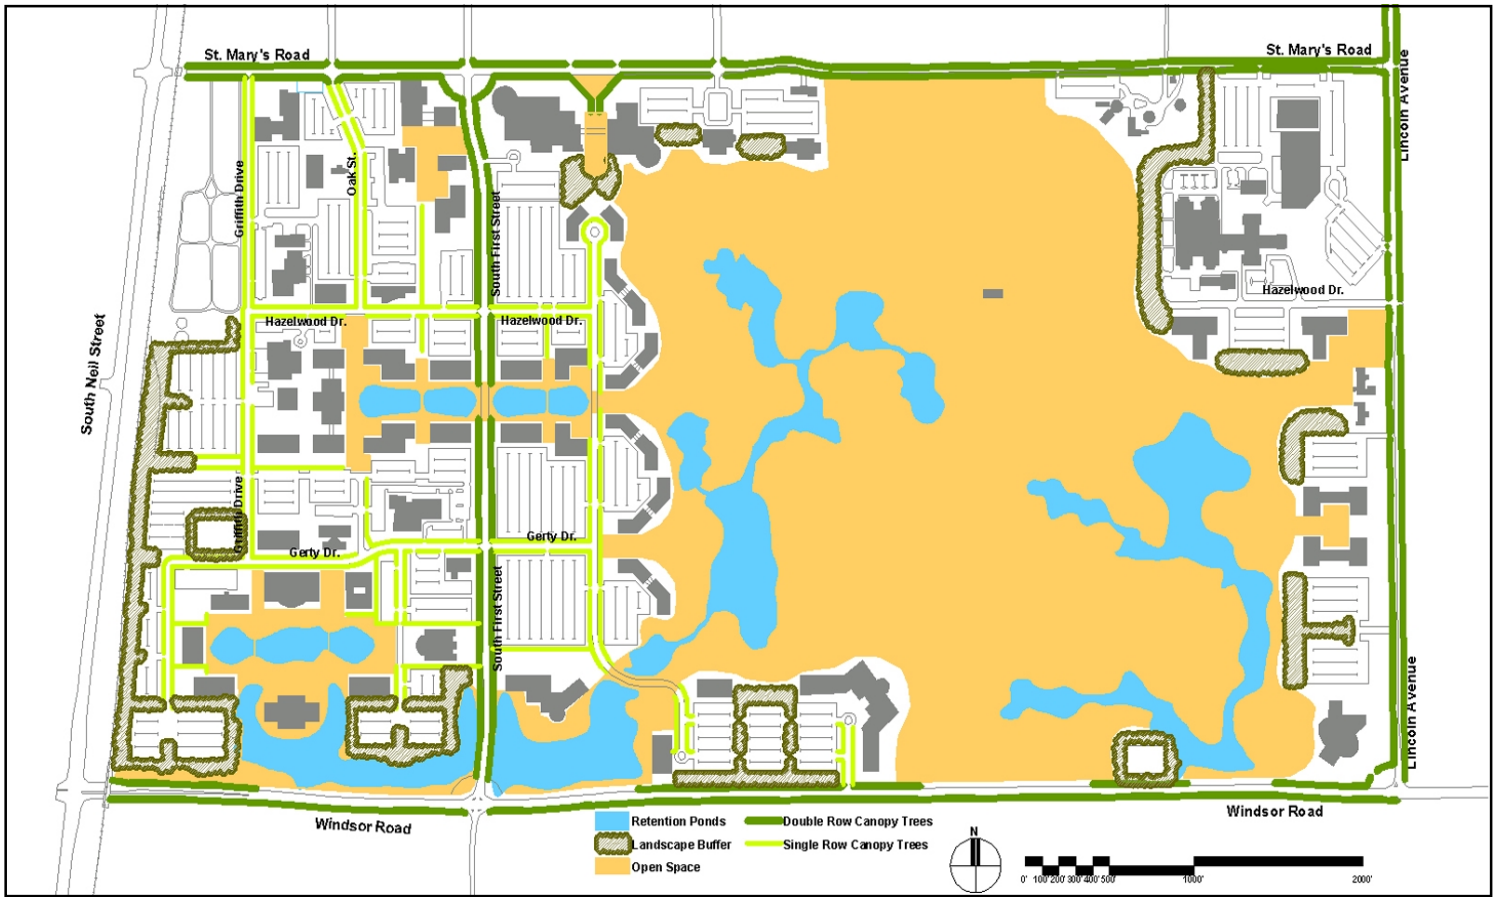 St. Mary's Road
St. Mary's Road
Lincoln Avenue
Oak St.
Griffith Drive
South First Street
Hazelwood Dr.
Hazelwood Dr.
Hazelwood Dr.
South Neil Street
Griffith Drive
Gerty Dr.
Gerty Dr.
South First Street
Lincoln Avenue
Windsor Road
Windsor Road
Retention Ponds
Double Row Canopy Trees
Landscape Buffer
Single Row Canopy Trees
Open Space
N
0' 100' 200' 300' 400' 500' 1000' 2000'